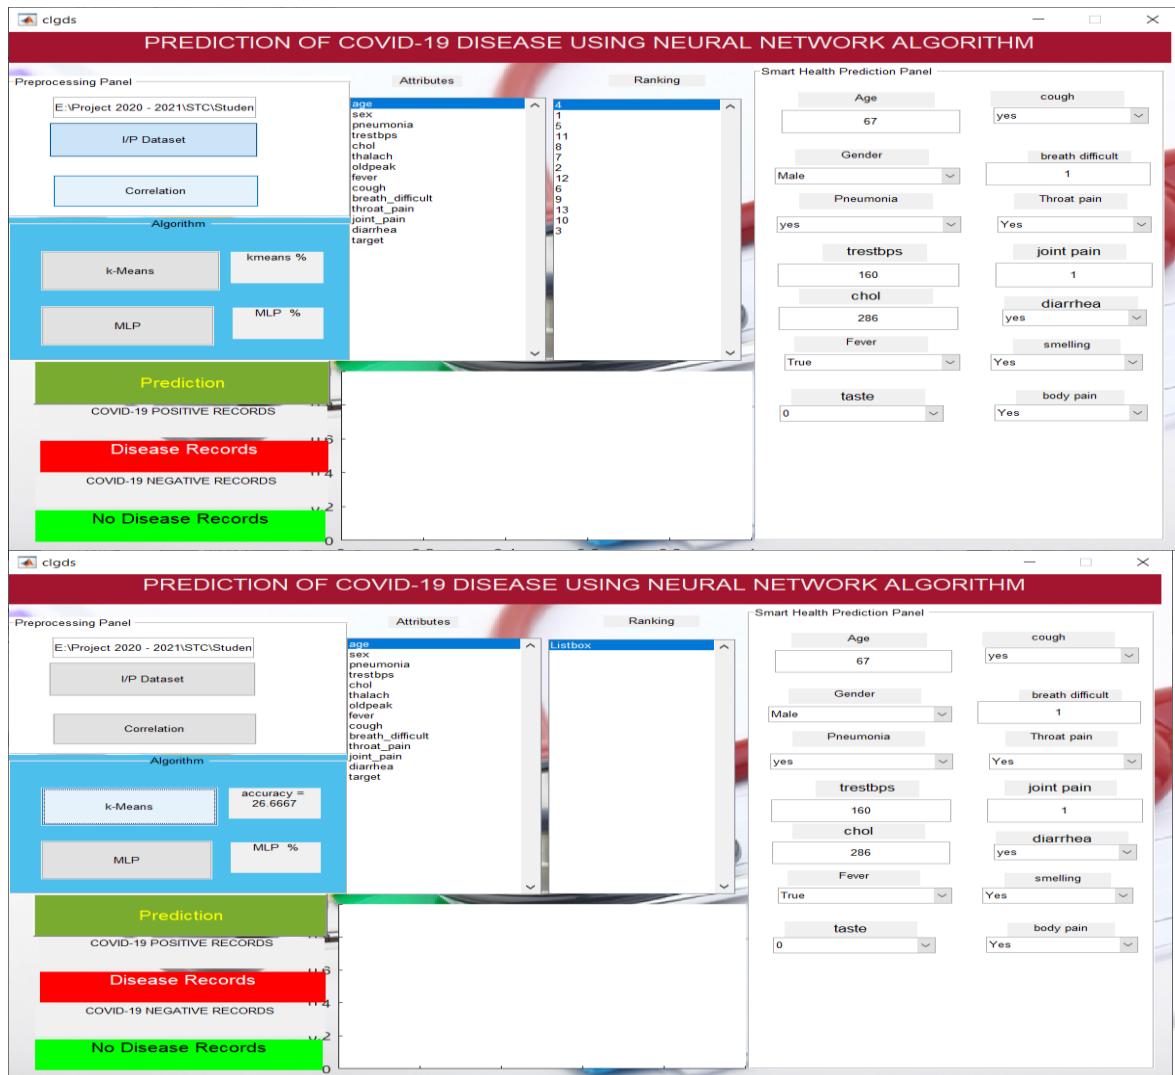 clgds
PREDICTION OF COVID-19 DISEASE USING NEURAL NETWORK ALGORITHM
Preprocessing Panel
E:\Project 2020 - 2021\STC\Studen
I/P Dataset
Correlation
Algorithm
k-Means
kmeans %
MLP
MLP %
Prediction
COVID-19 POSITIVE RECORDS
Disease Records
COVID-19 NEGATIVE RECORDS
No Disease Records
Attributes
age
sex
pneumonia
trestbps
chol
thalach
oldpeak
fever
cough
breath_difficult
throat_pain
joint_pain
diarrhea
target
Ranking
4
1
5
11
8
7
2
12
6
9
13
10
3
0
Smart Health Prediction Panel
Age
67
cough
yes
Gender
Male
breath difficult
1
Pneumonia
yes
Throat pain
Yes
trestbps
160
joint pain
1
chol
286
diarrhea
yes
Fever
True
smelling
Yes
taste
0
body pain
Yes
clgds
PREDICTION OF COVID-19 DISEASE USING NEURAL NETWORK ALGORITHM
Preprocessing Panel
E:\Project 2020 - 2021\STC\Studen
I/P Dataset
Correlation
Algorithm
k-Means
accuracy =
26.6667
MLP
MLP %
Prediction
COVID-19 POSITIVE RECORDS
Disease Records
COVID-19 NEGATIVE RECORDS
No Disease Records
Attributes
age
sex
pneumonia
trestbps
chol
thalach
oldpeak
fever
cough
breath_difficult
throat_pain
joint_pain
diarrhea
target
Ranking
Listbox
0
Smart Health Prediction Panel
Age
67
cough
yes
Gender
Male
breath difficult
1
Pneumonia
yes
Throat pain
Yes
trestbps
160
joint pain
1
chol
286
diarrhea
yes
Fever
True
smelling
Yes
taste
0
body pain
Yes